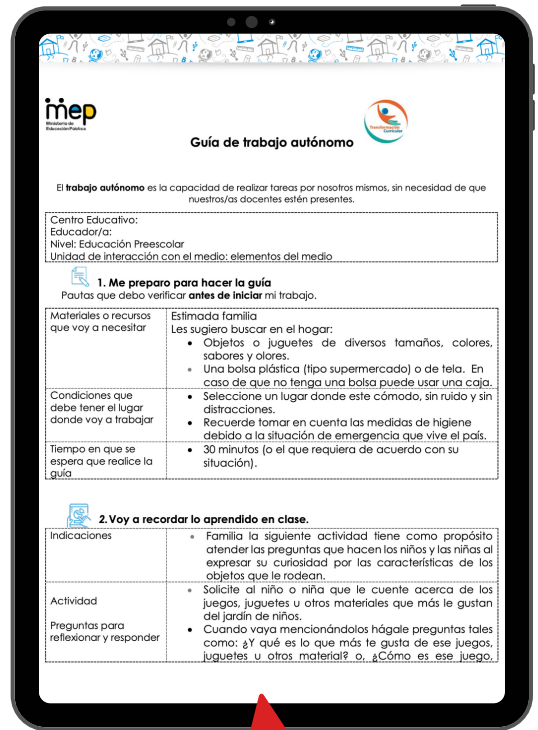 mep
Ministerio de
Educación Pública
Transformación
Curricular
Guía de trabajo autónomo
El trabajo autónomo es la capacidad de realizar tareas por nosotros mismos, sin necesidad de que
nuestros/as docentes estén presentes.
Centro Educativo:
Educador/a:
Nivel: Educación Preescolar
Unidad de interacción con el medio: elementos del medio
1. Me preparo para hacer la guía
Pautas que debo verificar antes de iniciar mi trabajo.
Materiales o recursos
que voy a necesitar
Estimada familia
Les sugiero buscar en el hogar:
• Objetos o juguetes de diversos tamaños, colores,
sabores y olores.
• Una bolsa plástica (tipo supermercado) o de tela. En
caso de que no tenga una bolsa puede usar una caja.
Condiciones que
debe tener el lugar
donde voy a trabajar
• Seleccione un lugar donde este cómodo, sin ruido y sin
distracciones.
• Recuerde tomar en cuenta las medidas de higiene
debido a la situación de emergencia que vive el país.
Tiempo en que se
espera que realice la
guía
• 30 minutos (o el que requiera de acuerdo con su
situación).
2. Voy a recordar lo aprendido en clase.
Indicaciones
• Familia la siguiente actividad tiene como propósito
atender las preguntas que hacen los niños y las niñas al
expresar su curiosidad por las características de los
objetos que le rodean.
Actividad
Preguntas para
reflexionar y responder
• Solicite al niño o niña que le cuente acerca de los
juegos, juguetes u otros materiales que más le gustan
del jardín de niños.
• Cuando vaya mencionándolos hágale preguntas tales
como: ¿Y qué es lo que más te gusta de ese juegos,
juguetes u otros material? o, ¿Cómo es ese juego,